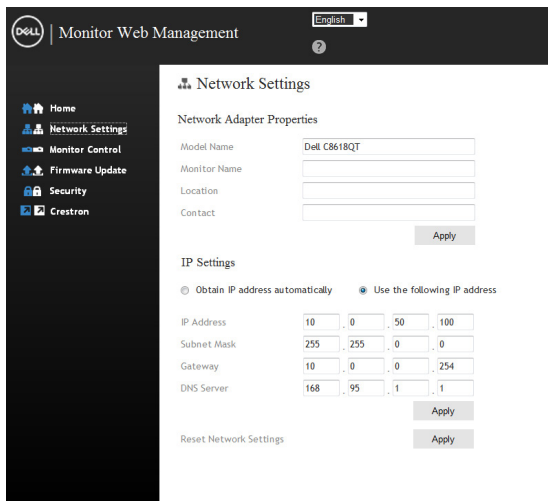 DELL | Monitor Web Management
English
?
Home
Network Settings
Monitor Control
Firmware Update
Security
Crestron
Network Settings
Network Adapter Properties
Model Name Dell C8618QT
Monitor Name
Location
Contact
Apply
IP Settings
Obtain IP address automatically Use the following IP address
IP Address 10 . 0 . 50 . 100
Subnet Mask 255 . 255 . 0 . 0
Gateway 10 . 0 . 0 . 254
DNS Server 168 . 95 . 1 . 1
Apply
Reset Network Settings Apply